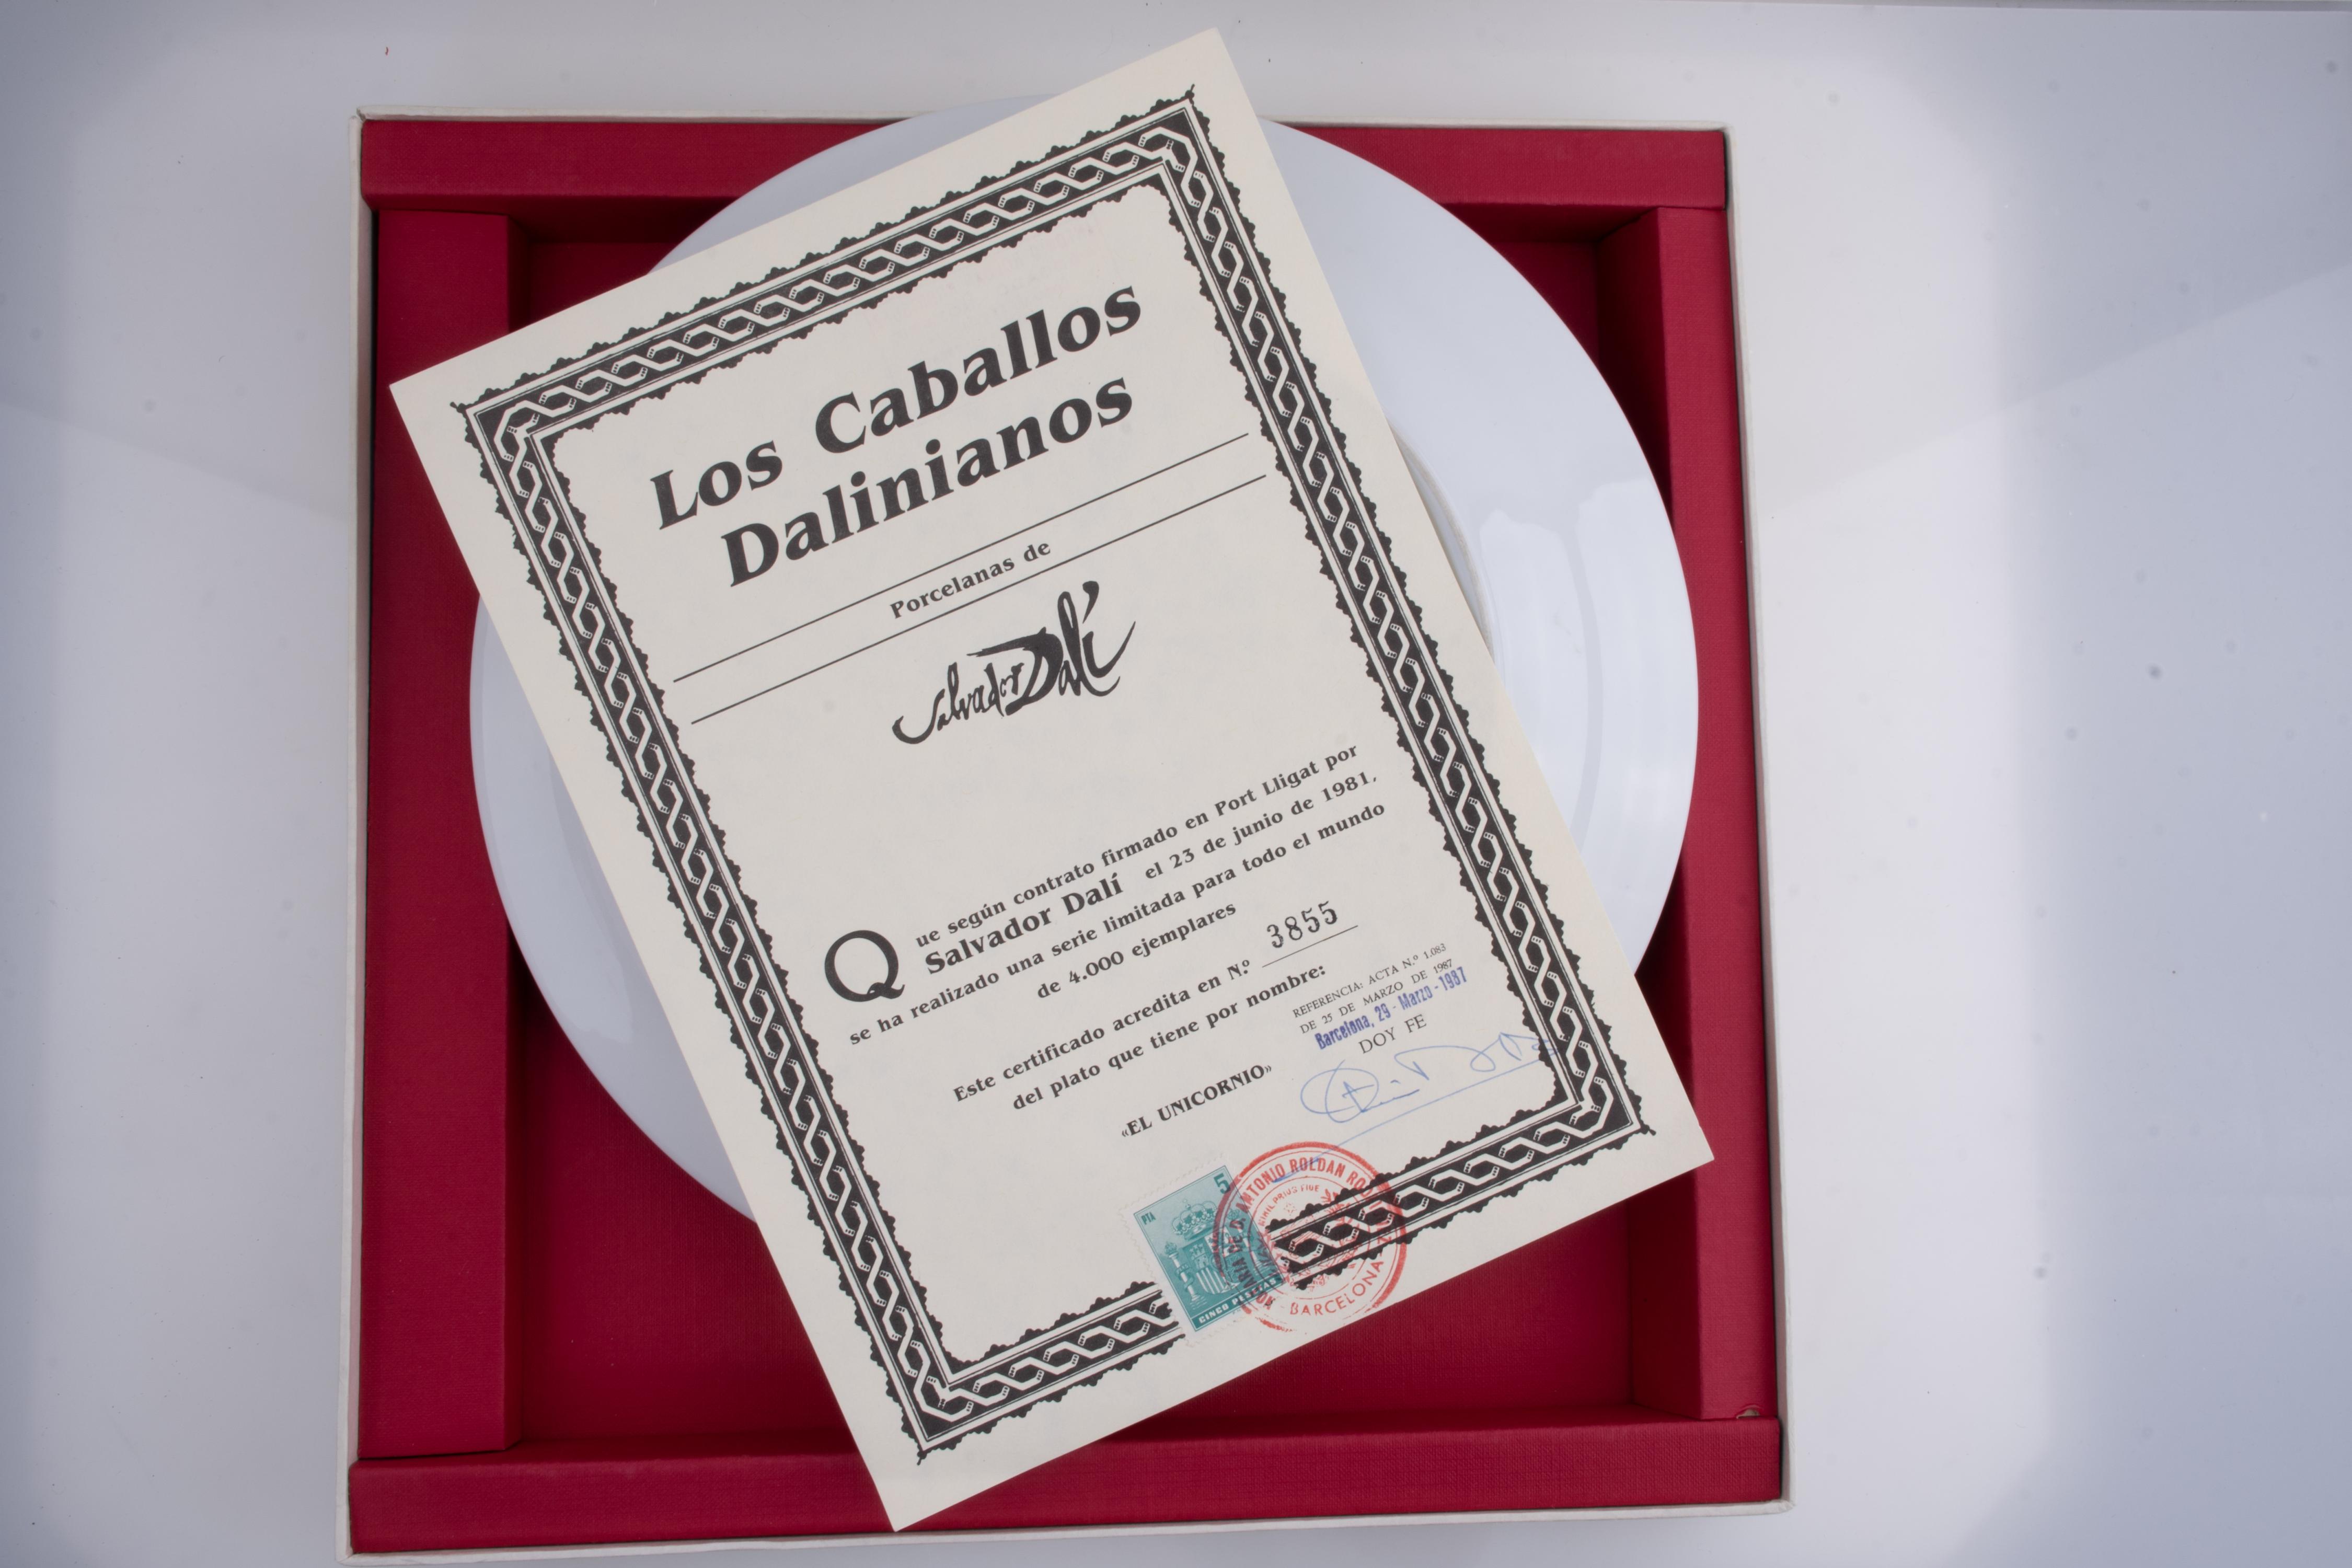 Los Caballos
Dalinianos
Porcelanas de
Salvador Dalí
Que según contrato firmado en Port Lligat por
Salvador Dalí el 23 de junio de 1981,
se ha realizado una serie limitada para todo el mundo
de 4.000 ejemplares
Este certificado acredita en N.º 3855
del plato que tiene por nombre:
«EL UNICORNIO»
REFERENCIA: ACTA N.º 1.083
DE 25 DE MARZO DE 1987
Barcelona, 29 - Marzo - 1987
DOY FE
PTA 5
CINCO PESETAS
D. ANTONIO ROLDAN
BARCELONA